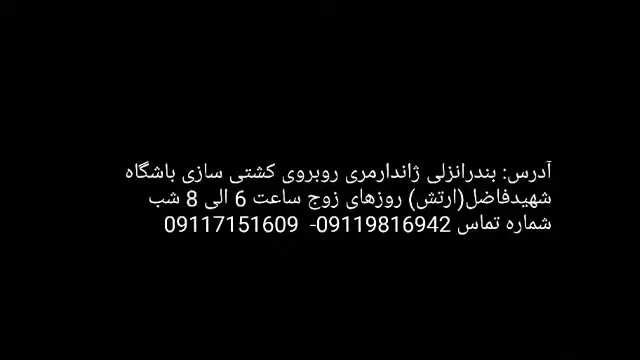 آدرس: بندرانزلی ژاندارمری روبروی کشتی سازی باشگاه
شهیدفاضل(ارتش) روزهای زوج ساعت 6 الی 8 شب
شماره تماس 09119816942- 09117151609